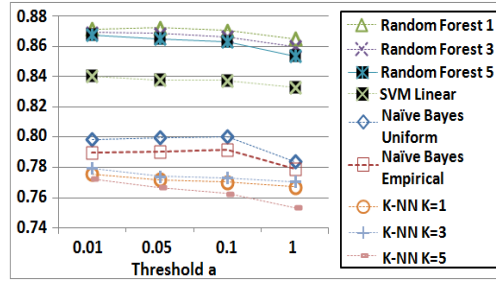 0.88
0.86
0.84
0.82
0.80
0.78
0.76
0.74
0.01 0.05 0.1 1
Threshold a
Random Forest 1
Random Forest 3
Random Forest 5
SVM Linear
Naïve Bayes
Uniform
Naïve Bayes
Empirical
K-NN K=1
K-NN K=3
K-NN K=5